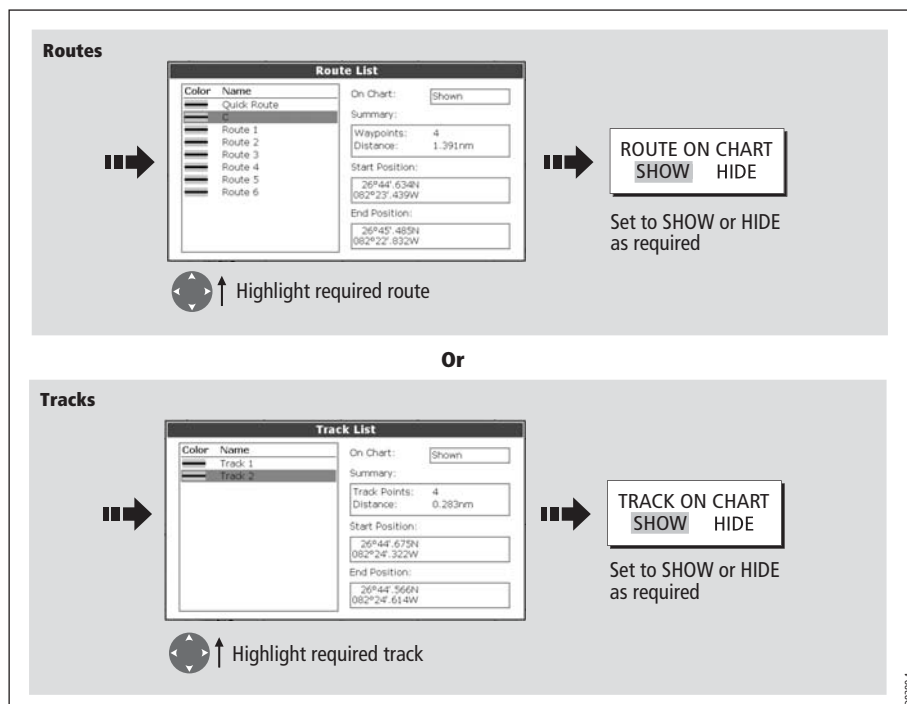 Routes
Route List
Color Name
Quick Route
C
Route 1
Route 2
Route 3
Route 4
Route 5
Route 6
On Chart: Shown
Summary:
Waypoints: 4
Distance: 1.391nm
Start Position:
26°44'.634N
082°23'.439W
End Position:
26°45'.485N
082°22'.832W
ROUTE ON CHART
SHOW HIDE
Set to SHOW or HIDE
as required
Highlight required route
Or
Tracks
Track List
Color Name
Track 1
Track 2
On Chart: Shown
Summary:
Track Points: 4
Distance: 0.283nm
Start Position:
26°44'.675N
082°24'.322W
End Position:
26°44'.566N
082°24'.614W
TRACK ON CHART
SHOW HIDE
Set to SHOW or HIDE
as required
Highlight required track